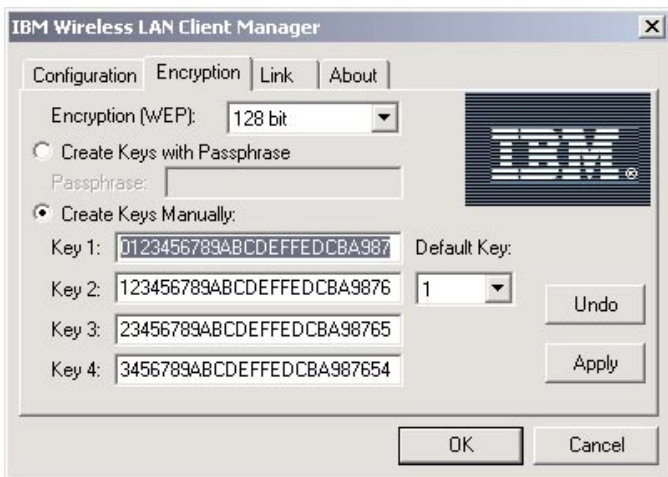 IBM Wireless LAN Client Manager
Configuration Encryption Link About
Encryption (WEP): 128 bit
IBM ®
Create Keys with Passphrase
Passphrase:
Create Keys Manually:
Key 1: 0123456789ABCDEFFEDCBA987 Default Key:
Key 2: 123456789ABCDEFFEDCBA9876 1
Undo
Key 3: 23456789ABCDEFFEDCBA98765
Key 4: 3456789ABCDEFFEDCBA987654 Apply
OK Cancel